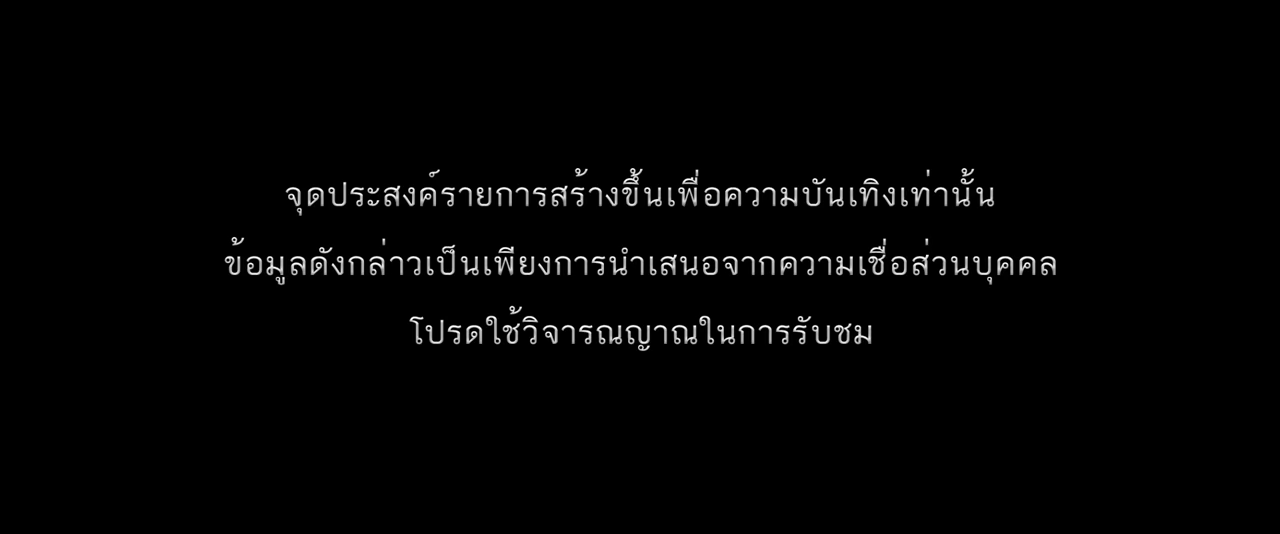 จุดประสงค์รายการสร้างขึ้นเพื่อความบันเทิงเท่านั้น
ข้อมูลดังกล่าวเป็นเพียงการนำเสนอจากความเชื่อส่วนบุคคล
โปรดใช้วิจารณญาณในการรับชม